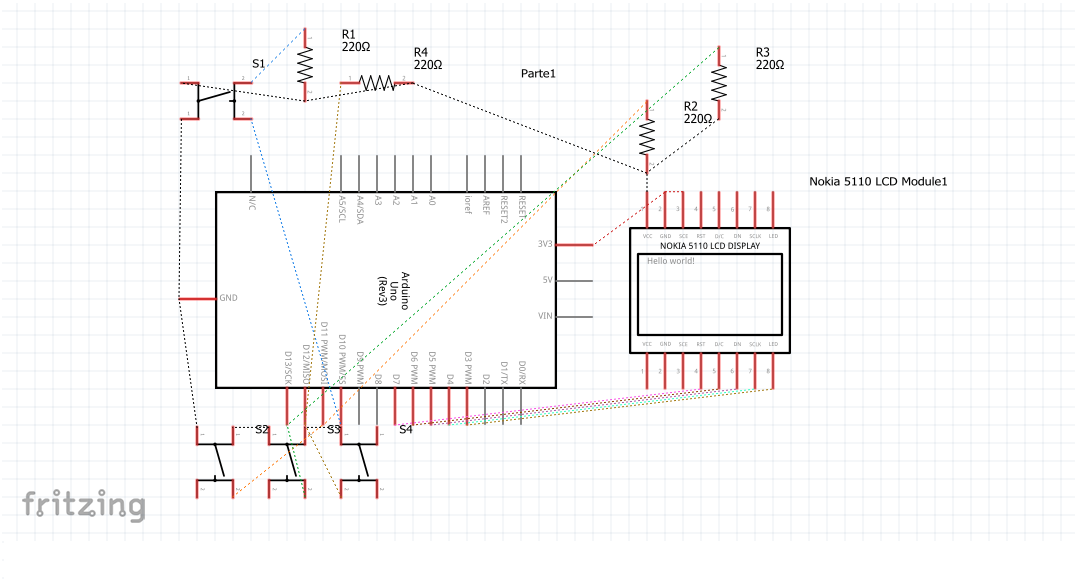 R1
220Ω
R4
220Ω
R3
220Ω
S1
Parte1
R2
220Ω
Nokia 5110 LCD Module1
N/C
A5/SCL
A4/SDA
A3
A2
A1
A0
ioref
AREF
RESET2
RESET
3V3
5V
VIN
GND
Arduino
Uno
(Rev3)
D13/SCK
D12/MISO
D11 PWM/MOSI
D10 PWM/SS
D9 PWM
D8
D7
D6 PWM
D5 PWM
D4
D3 PWM
D2
D1/TX
D0/RX
1 2 3 4 5 6 7 8
VCC GND SCE RST D/C DN SCLK LED
NOKIA 5110 LCD DISPLAY
Hello world!
VCC GND SCE RST D/C DN SCLK LED
1 2 3 4 5 6 7 8
S2
S3
S4
fritzing